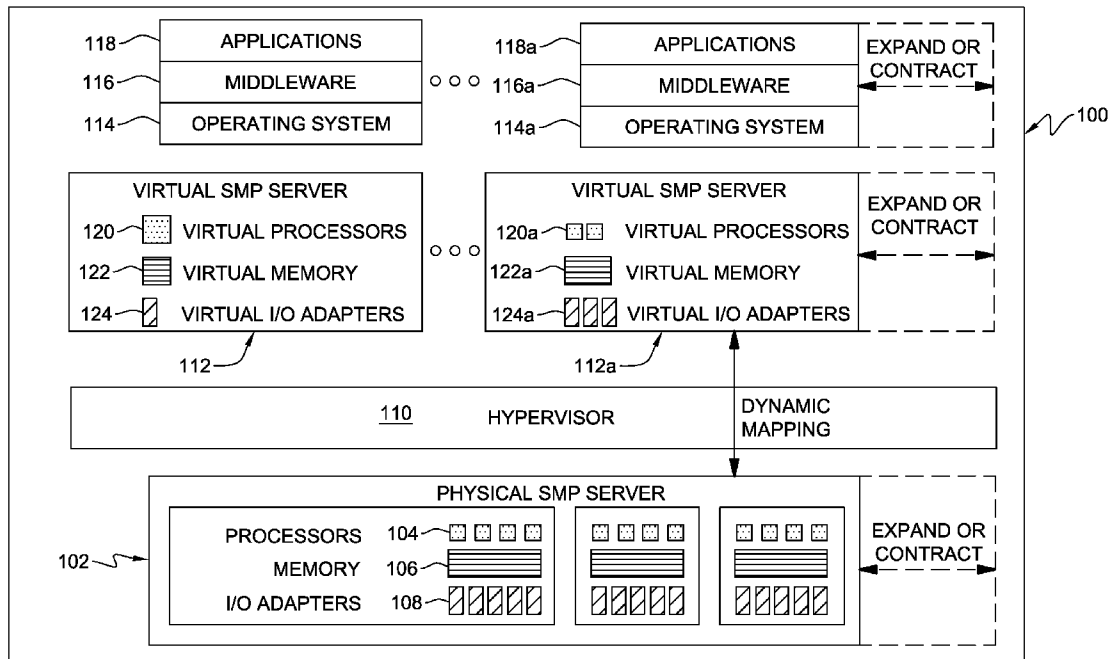 118
APPLICATIONS
116
MIDDLEWARE
114
OPERATING SYSTEM
118a
APPLICATIONS
116a
MIDDLEWARE
114a
OPERATING SYSTEM
EXPAND OR
CONTRACT
100
VIRTUAL SMP SERVER
120
VIRTUAL PROCESSORS
122
VIRTUAL MEMORY
124
VIRTUAL I/O ADAPTERS
112
VIRTUAL SMP SERVER
120a
VIRTUAL PROCESSORS
122a
VIRTUAL MEMORY
124a
VIRTUAL I/O ADAPTERS
112a
EXPAND OR
CONTRACT
110
HYPERVISOR
DYNAMIC
MAPPING
PHYSICAL SMP SERVER
102
PROCESSORS
104
MEMORY
106
I/O ADAPTERS
108
EXPAND OR
CONTRACT